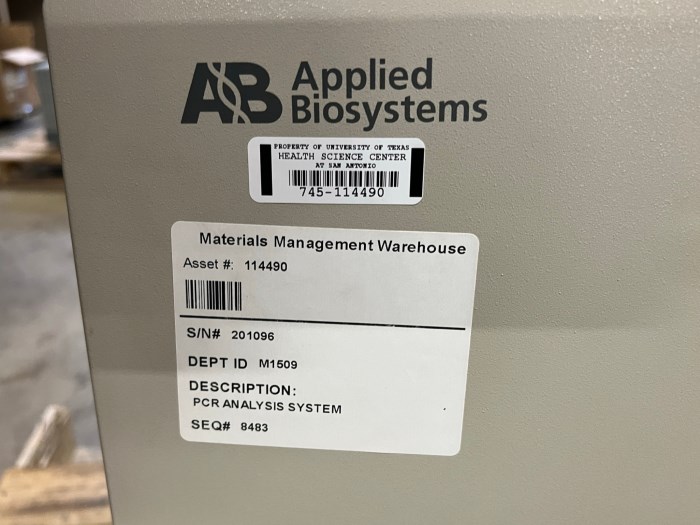 AB Applied
Biosystems
PROPERTY OF UNIVERSITY OF TEXAS
HEALTH SCIENCE CENTER
AT SAN ANTONIO
745-114490
Materials Management Warehouse
Asset #: 114490
S/N# 201096
DEPT ID M1509
DESCRIPTION:
PCR ANALYSIS SYSTEM
SEQ# 8483